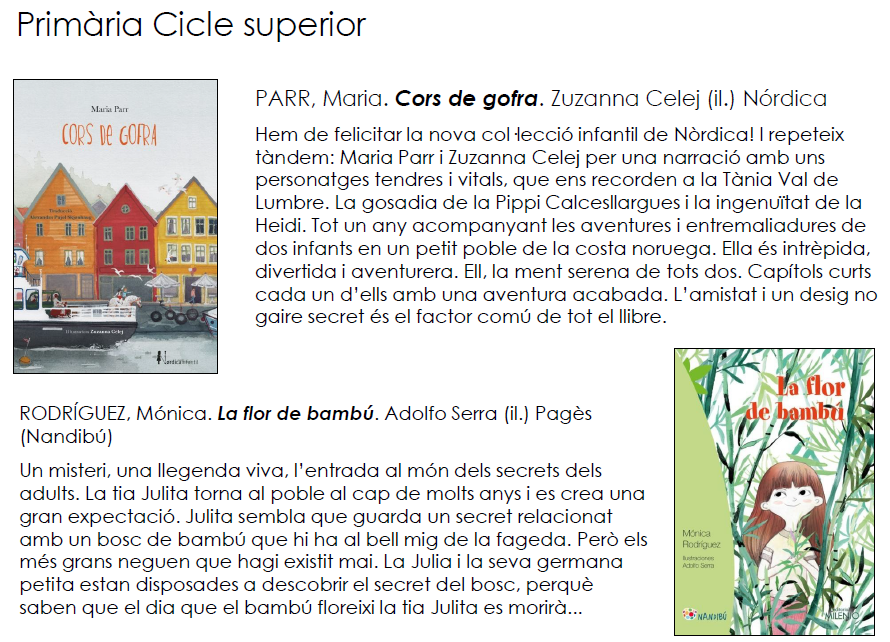 Primària Cicle superior
Maria Parr
CORS DE GOFRA
Traducció
Il·lustracions Zuzanna Celej
Nórdicainfantil
PARR, Maria. Cors de gofra. Zuzanna Celej (il.) Nórdica
Hem de felicitar la nova col·lecció infantil de Nòrdica! I repeteix
tàndem: Maria Parr i Zuzanna Celej per una narració amb uns
personatges tendres i vitals, que ens recorden a la Tània Val de
Lumbre. La gosadia de la Pippi Calcesllargues i la ingenuïtat de la
Heidi. Tot un any acompanyant les aventures i entremaliadures de
dos infants en un petit poble de la costa noruega. Ella és intrèpida,
divertida i aventurera. Ell, la ment serena de tots dos. Capítols curts
cada un d’ells amb una aventura acabada. L’amistat i un desig no
gaire secret és el factor comú de tot el llibre.
RODRÍGUEZ, Mónica. La flor de bambú. Adolfo Serra (il.) Pagès
(Nandibú)
Un misteri, una llegenda viva, l’entrada al món dels secrets dels
adults. La tia Julita torna al poble al cap de molts anys i es crea una
gran expectació. Julita sembla que guarda un secret relacionat
amb un bosc de bambú que hi ha al bell mig de la fageda. Però els
més grans neguen que hagi existit mai. La Julia i la seva germana
petita estan disposades a descobrir el secret del bosc, perquè
saben que el dia que el bambú floreixi la tia Julita es morirà...
La flor
de bambú
Mónica
Rodríguez
Ilustraciones
Adolfo Serra
NANDIBÚ
MILENIO